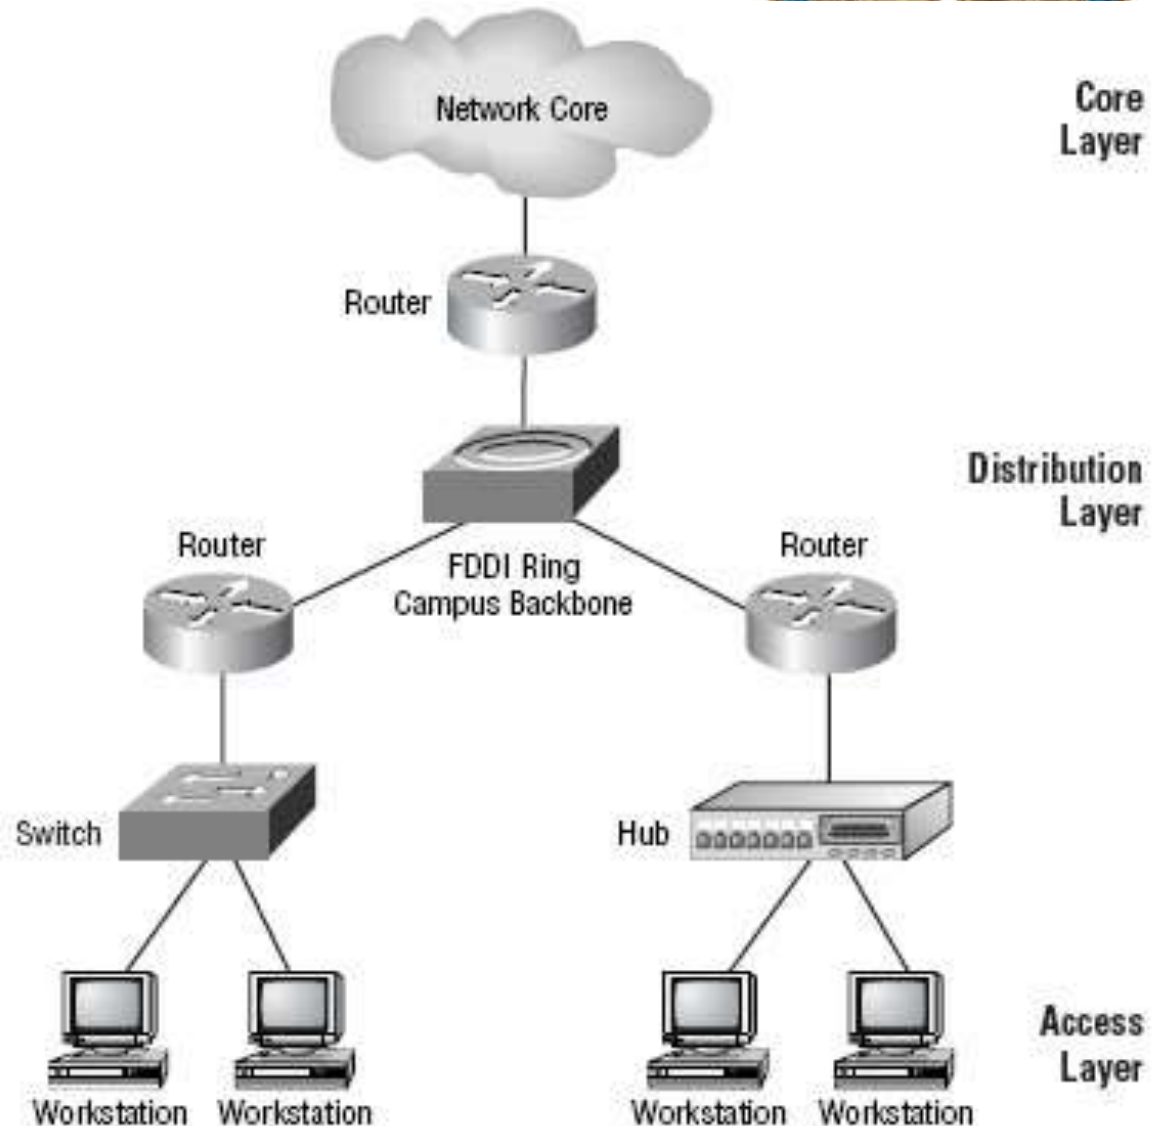 Network Core
Core
Layer
Router
Distribution
Layer
Router
FDDI Ring
Campus Backbone
Router
Switch
Hub
Access
Layer
Workstation
Workstation
Workstation
Workstation